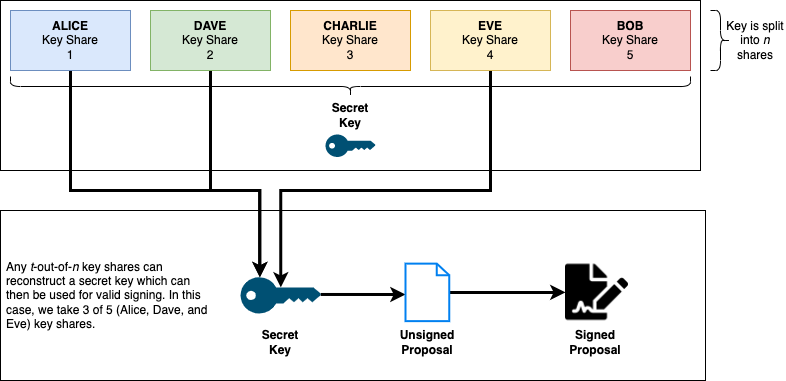 ALICE
Key Share
1
DAVE
Key Share
2
CHARLIE
Key Share
3
EVE
Key Share
4
BOB
Key Share
5
Key is split
into n
shares
Secret
Key
Any t-out-of-n key shares can
reconstruct a secret key which can
then be used for valid signing. In this
case, we take 3 of 5 (Alice, Dave, and
Eve) key shares.
Secret
Key
Unsigned
Proposal
Signed
Proposal